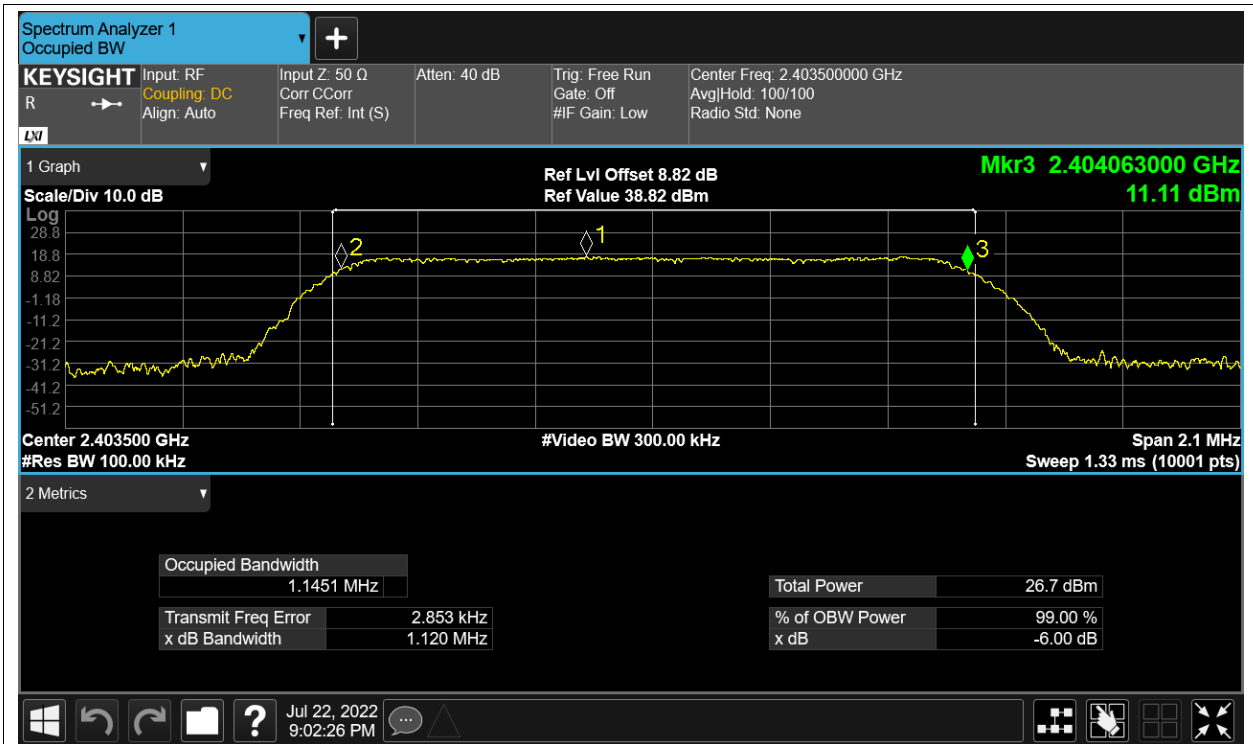 Spectrum Analyzer 1
Occupied BW
KEYSIGHT
R
LXI
Input: RF
Coupling: DC
Align: Auto
Input Z: 50 Ω
Corr CCorr
Freq Ref: Int (S)
Atten: 40 dB
Trig: Free Run
Gate: Off
#IF Gain: Low
Center Freq: 2.403500000 GHz
Avg|Hold: 100/100
Radio Std: None
1 Graph
Scale/Div 10.0 dB
Ref Lvl Offset 8.82 dB
Ref Value 38.82 dBm
Mkr3 2.404063000 GHz
11.11 dBm
Log
28.8
18.8
8.82
-1.18
-11.2
-21.2
-31.2
-41.2
-51.2
2
1
3
Center 2.403500 GHz
#Video BW 300.00 kHz
Span 2.1 MHz
#Res BW 100.00 kHz
Sweep 1.33 ms (10001 pts)
2 Metrics
Occupied Bandwidth
1.1451 MHz
Transmit Freq Error 2.853 kHz
x dB Bandwidth 1.120 MHz
Total Power 26.7 dBm
% of OBW Power 99.00 %
x dB -6.00 dB
?
Jul 22, 2022
9:02:26 PM